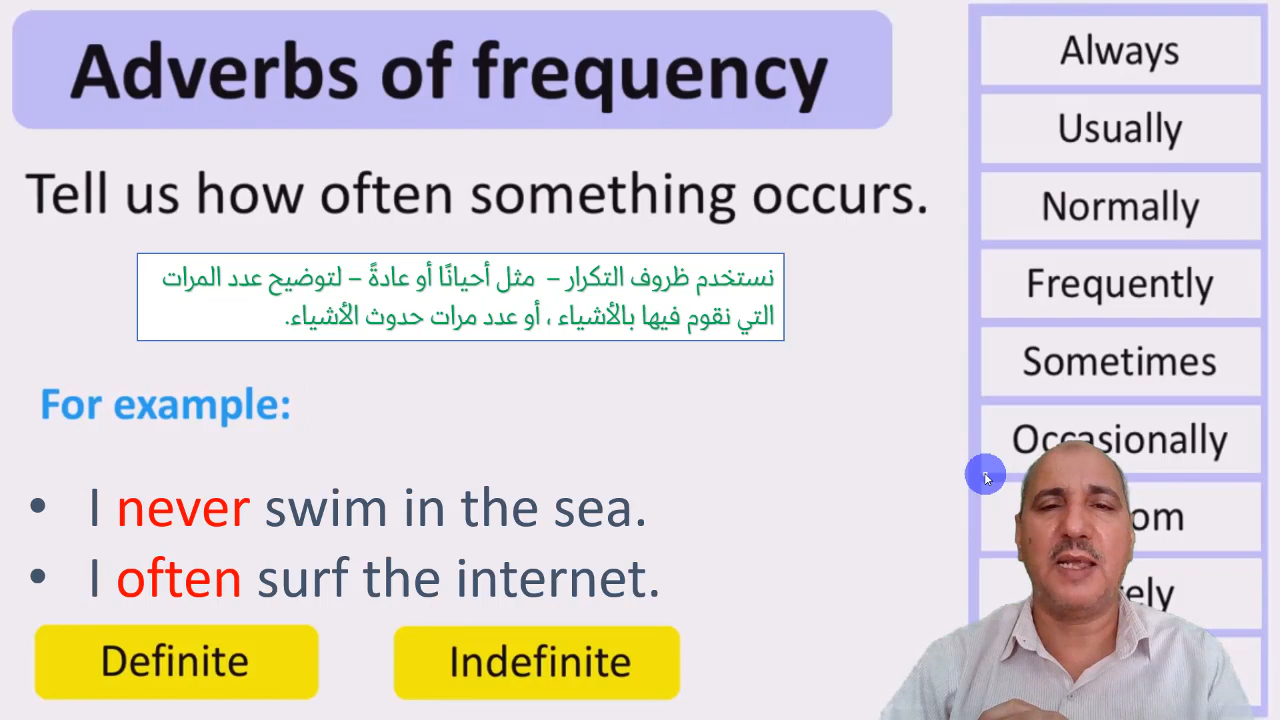 Adverbs of frequency
Tell us how often something occurs.
نستخدم ظروف التكرار – مثل أحيانًا أو عادةً – لتوضيح عدد المرات
التي نقوم فيها بالأشياء ، أو عدد مرات حدوث الأشياء.
For example:
• I never swim in the sea.
• I often surf the internet.
Definite
Indefinite
Always
Usually
Normally
Frequently
Sometimes
Occasionally